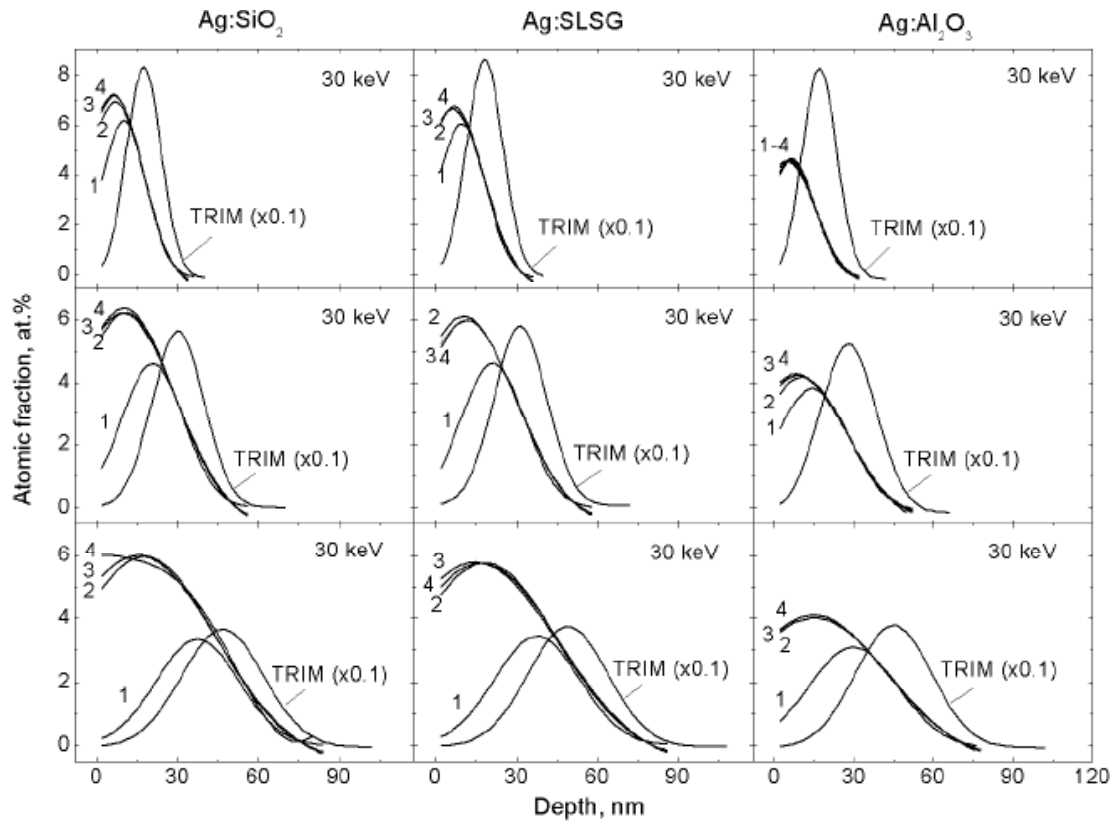 Ag:SiO₂ Ag:SLSG Ag:Al₂O₃
Atomic fraction, at.%
8
6
4
2
0
30 keV
4
3
2
1
TRIM (x0.1)
30 keV
4
3
2
1
TRIM (x0.1)
30 keV
1-4
TRIM (x0.1)
6
4
2
0
30 keV
4
3
2
1
TRIM (x0.1)
30 keV
2
34
1
TRIM (x0.1)
30 keV
3 4
2
1
TRIM (x0.1)
6
4
2
0
30 keV
4
3
2
1
TRIM (x0.1)
30 keV
3
4
2
1
TRIM (x0.1)
30 keV
4
3 2
1
TRIM (x0.1)
0 30 60 90 0 30 60 90 0 30 60 90 120
Depth, nm